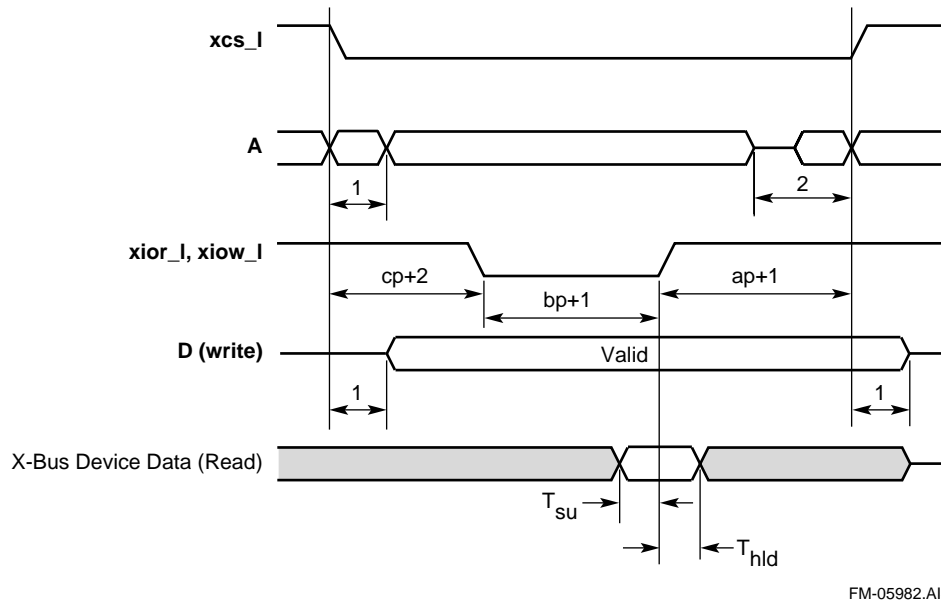 xcs_l
A
1
2
xior_l, xiow_l
cp+2
bp+1
ap+1
D (write)
Valid
1
1
X-Bus Device Data (Read)
Tsu
Thld
FM-05982.AI